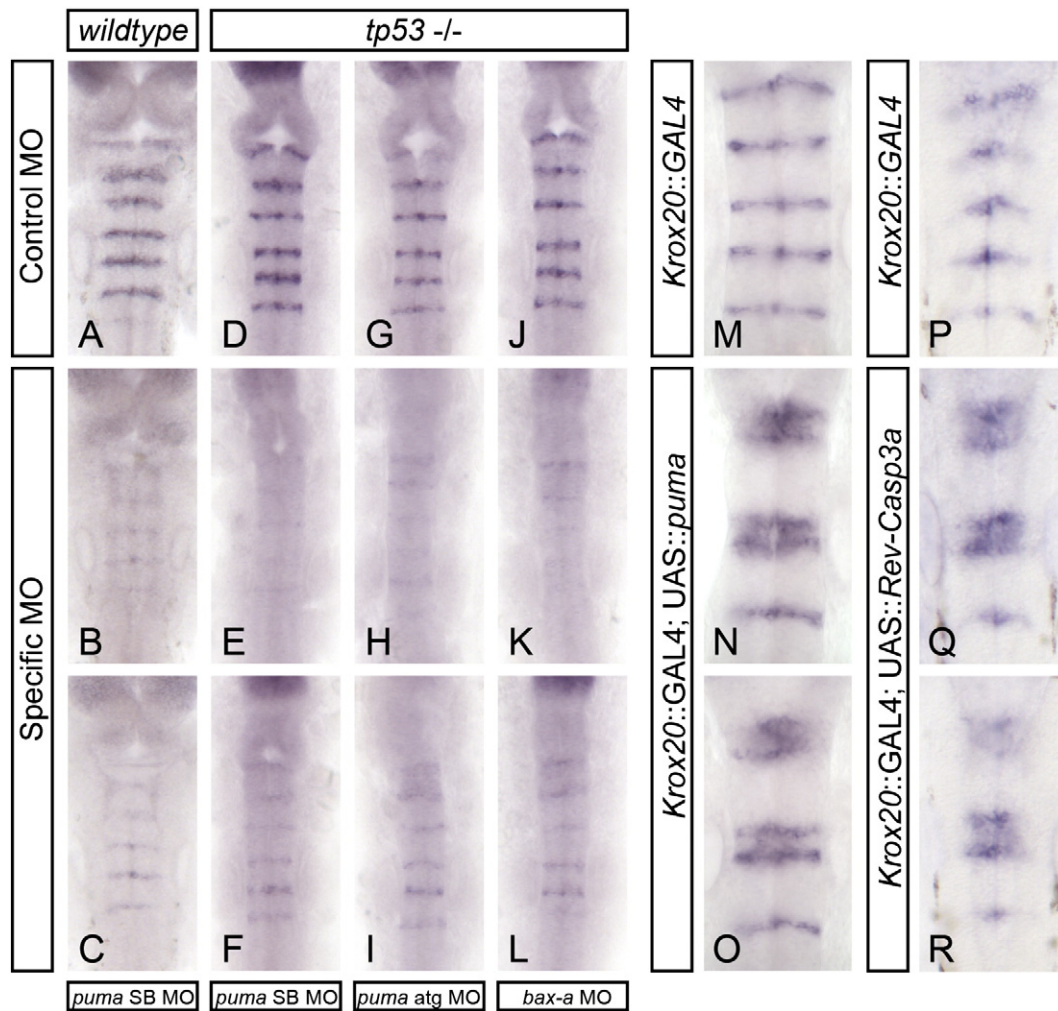 wildtype
tp53 -/-
Control MO
A
D
G
J
Krox20::GAL4
M
Krox20::GAL4
P
Specific MO
B
E
H
K
Krox20::GAL4; UAS::puma
N
Krox20::GAL4; UAS::Rev-Casp3a
Q
C
F
I
L
O
R
puma SB MO
puma SB MO
puma atg MO
bax-a MO